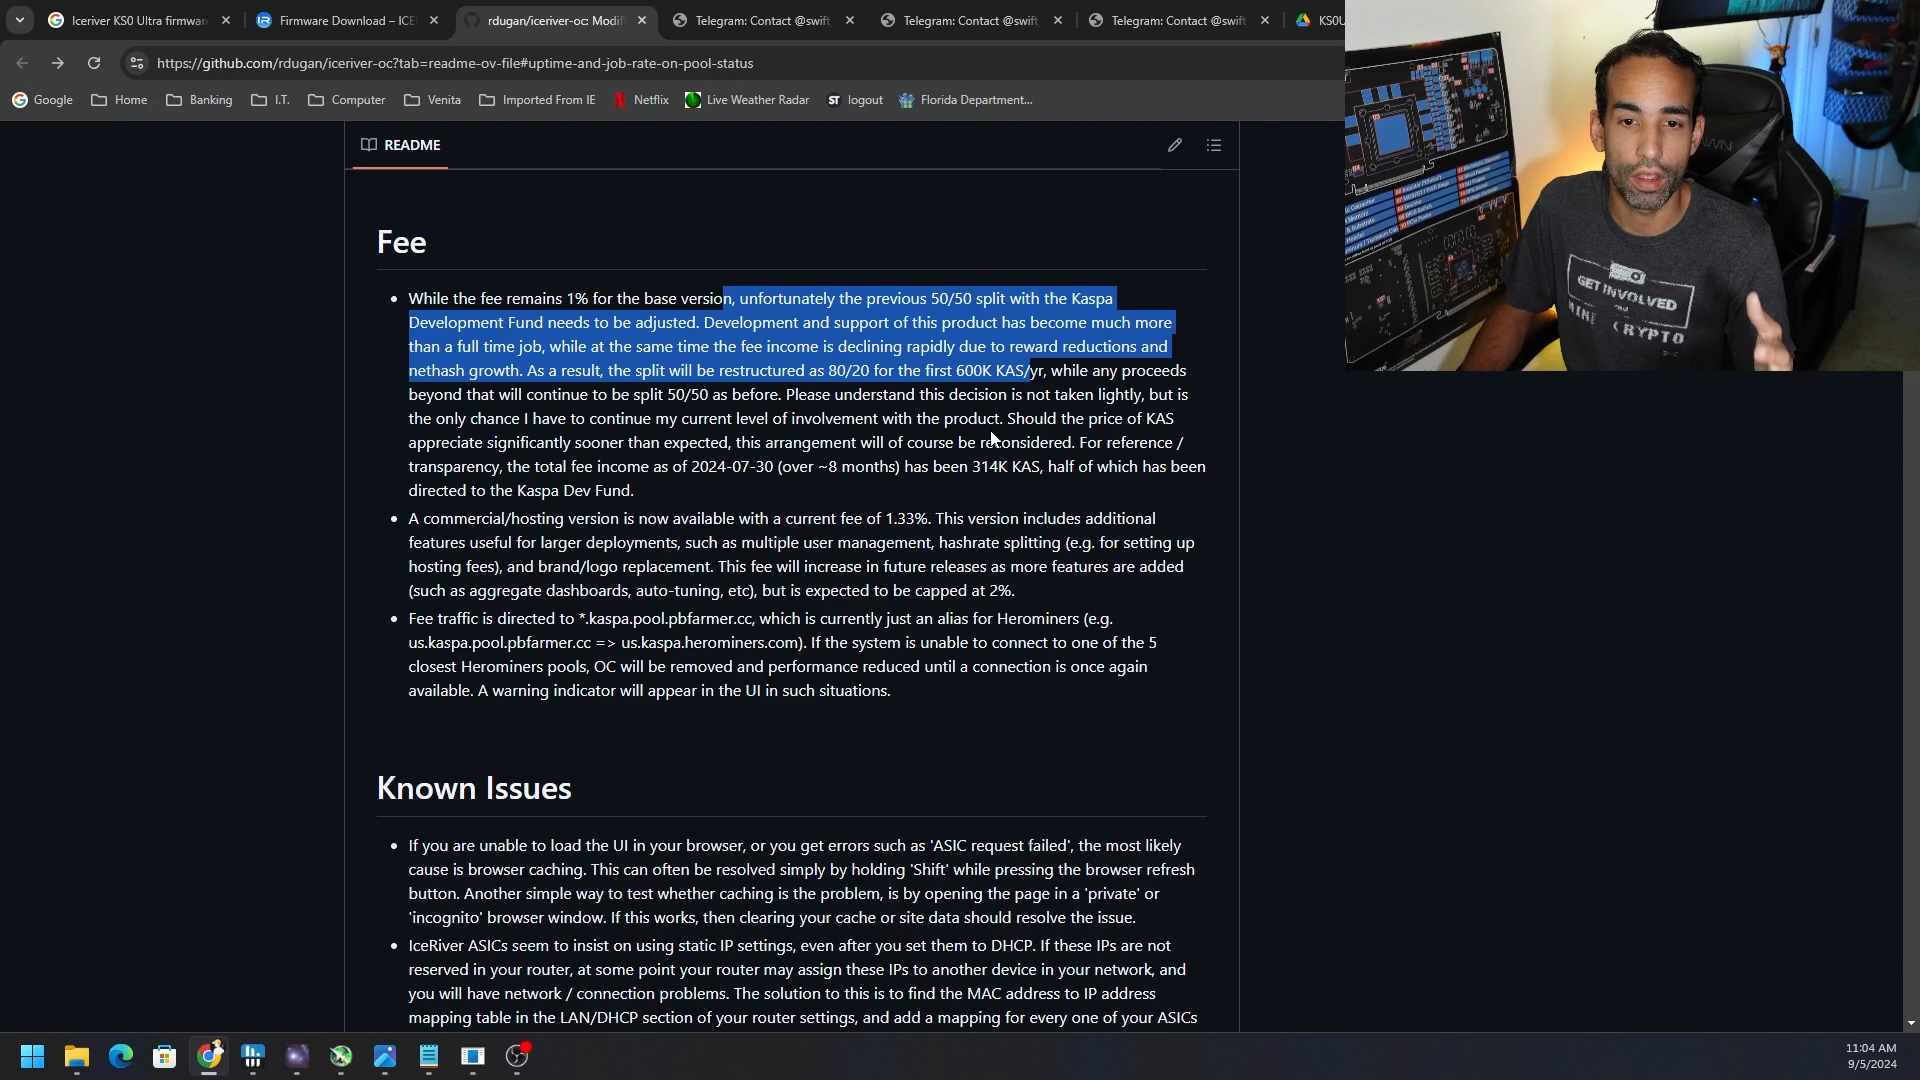 Iceriver KS0 Ultra firmware
Firmware Download – ICE
rdugan/iceriver-oc: Modifi
Telegram: Contact @swift
Telegram: Contact @swift
Telegram: Contact @swift
KS0U
https://github.com/rdugan/iceriver-oc?tab=readme-ov-file#uptime-and-job-rate-on-pool-status
Google
Home
Banking
I.T.
Computer
Venita
Imported From IE
Netflix
Live Weather Radar
ST logout
Florida Department...
README
Fee
While the fee remains 1% for the base version, unfortunately the previous 50/50 split with the Kaspa
Development Fund needs to be adjusted. Development and support of this product has become much more
than a full time job, while at the same time the fee income is declining rapidly due to reward reductions and
nethash growth. As a result, the split will be restructured as 80/20 for the first 600K KAS/yr, while any proceeds
beyond that will continue to be split 50/50 as before. Please understand this decision is not taken lightly, but is
the only chance I have to continue my current level of involvement with the product. Should the price of KAS
appreciate significantly sooner than expected, this arrangement will of course be reconsidered. For reference /
transparency, the total fee income as of 2024-07-30 (over ~8 months) has been 314K KAS, half of which has been
directed to the Kaspa Dev Fund.
A commercial/hosting version is now available with a current fee of 1.33%. This version includes additional
features useful for larger deployments, such as multiple user management, hashrate splitting (e.g. for setting up
hosting fees), and brand/logo replacement. This fee will increase in future releases as more features are added
(such as aggregate dashboards, auto-tuning, etc), but is expected to be capped at 2%.
Fee traffic is directed to *.kaspa.pool.pbfarmer.cc, which is currently just an alias for Herominers (e.g.
us.kaspa.pool.pbfarmer.cc => us.kaspa.herominers.com). If the system is unable to connect to one of the 5
closest Herominers pools, OC will be removed and performance reduced until a connection is once again
available. A warning indicator will appear in the UI in such situations.
Known Issues
If you are unable to load the UI in your browser, or you get errors such as 'ASIC request failed', the most likely
cause is browser caching. This can often be resolved simply by holding 'Shift' while pressing the browser refresh
button. Another simple way to test whether caching is the problem, is by opening the page in a 'private' or
'incognito' browser window. If this works, then clearing your cache or site data should resolve the issue.
IceRiver ASICs seem to insist on using static IP settings, even after you set them to DHCP. If these IPs are not
reserved in your router, at some point your router may assign these IPs to another device in your network, and
you will have network / connection problems. The solution to this is to find the MAC address to IP address
mapping table in the LAN/DHCP section of your router settings, and add a mapping for every one of your ASICs
GET INVOLVED
MINE CRYPTO
11:04 AM
9/5/2024